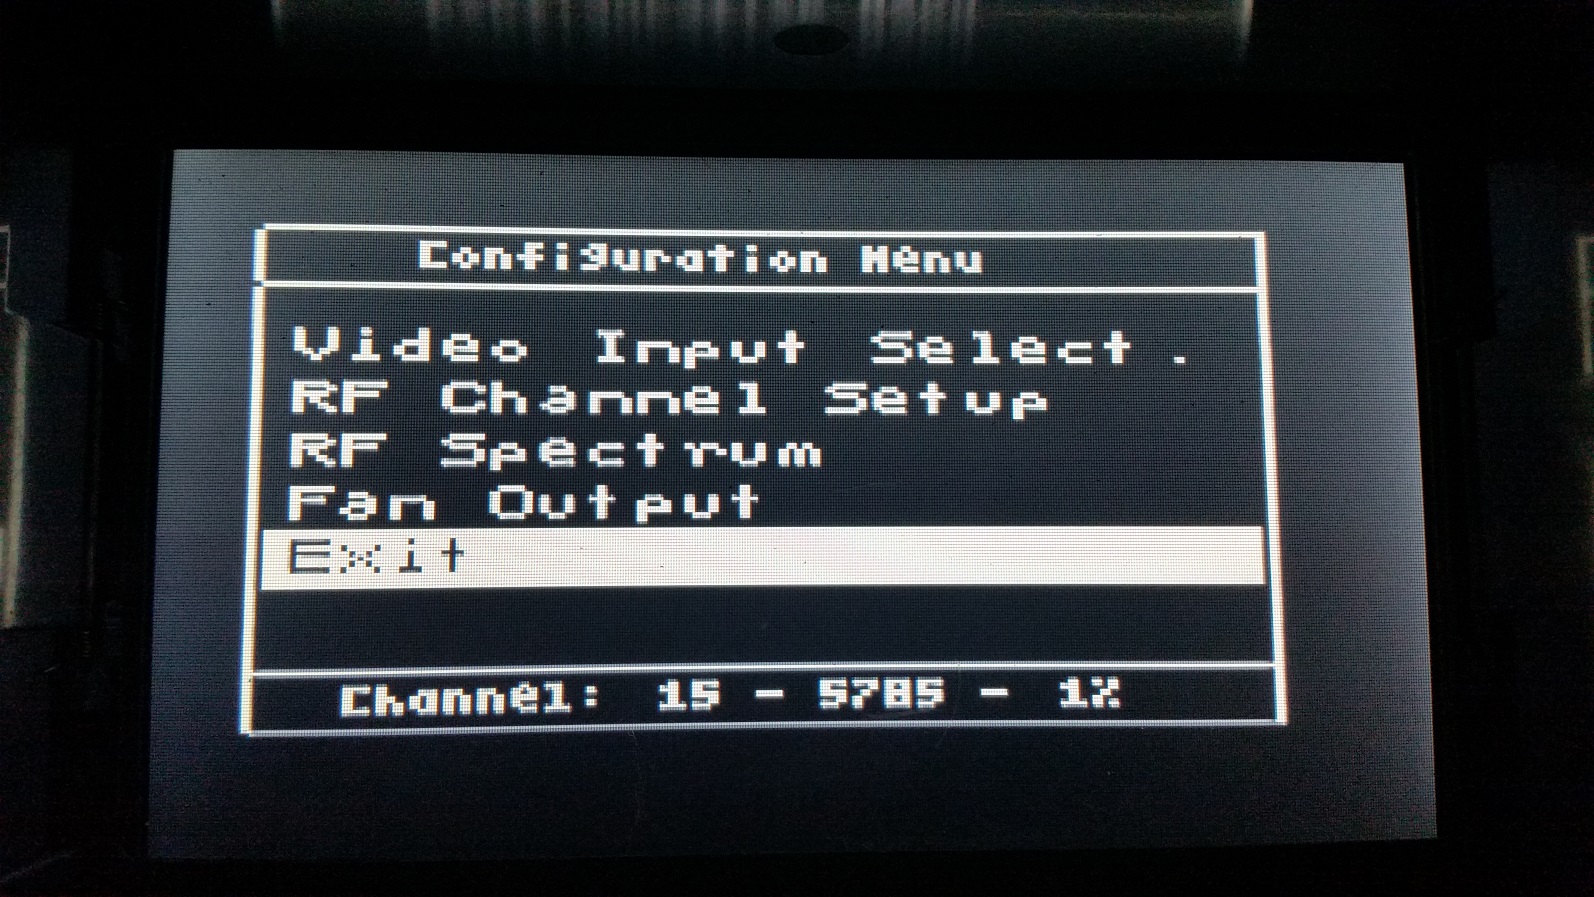 Configuration Menu
Video Input Select.
RF Channel Setup
RF Spectrum
Fan Output
Exit
Channel: 15 - 5785 - 1%